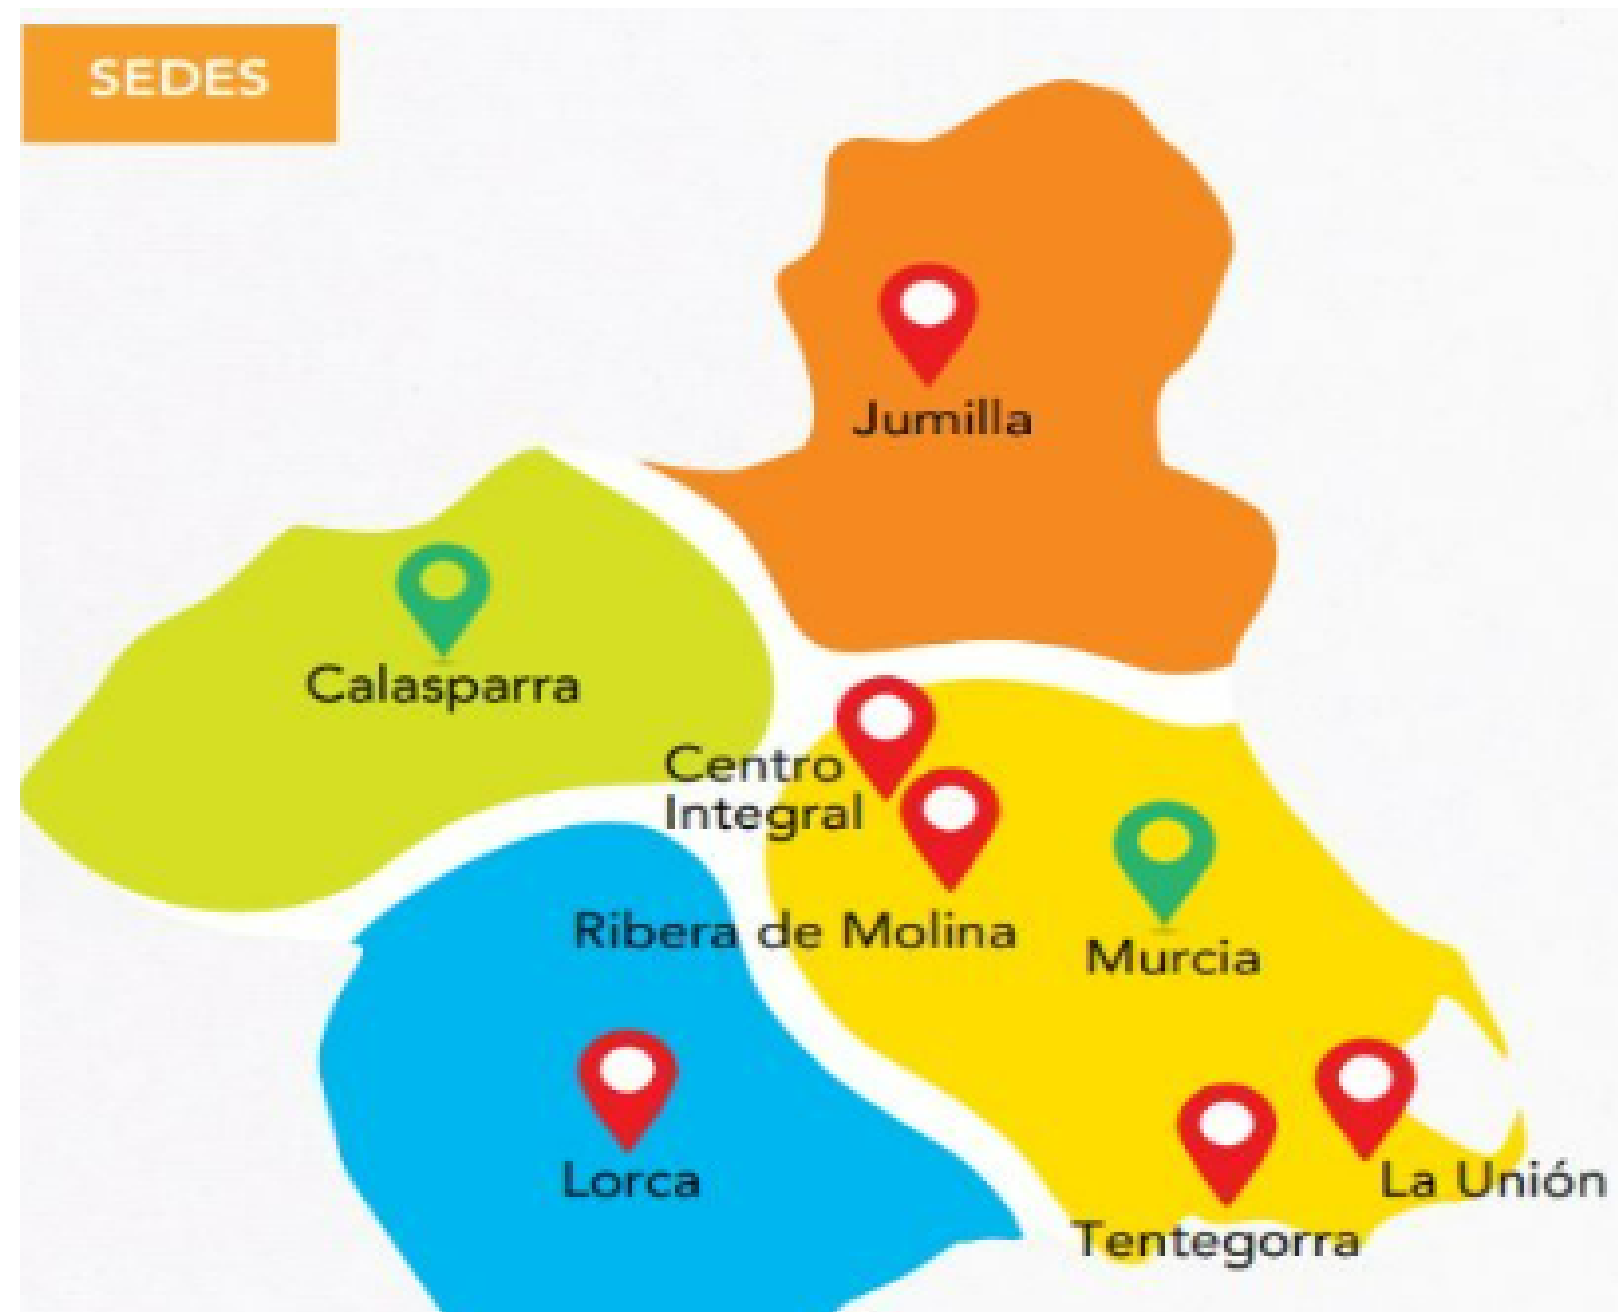 SEDES
Jumilla
Calasparra
Centro
Integral
Ribera de Molina
Murcia
Lorca
La Unión
Tentegorra